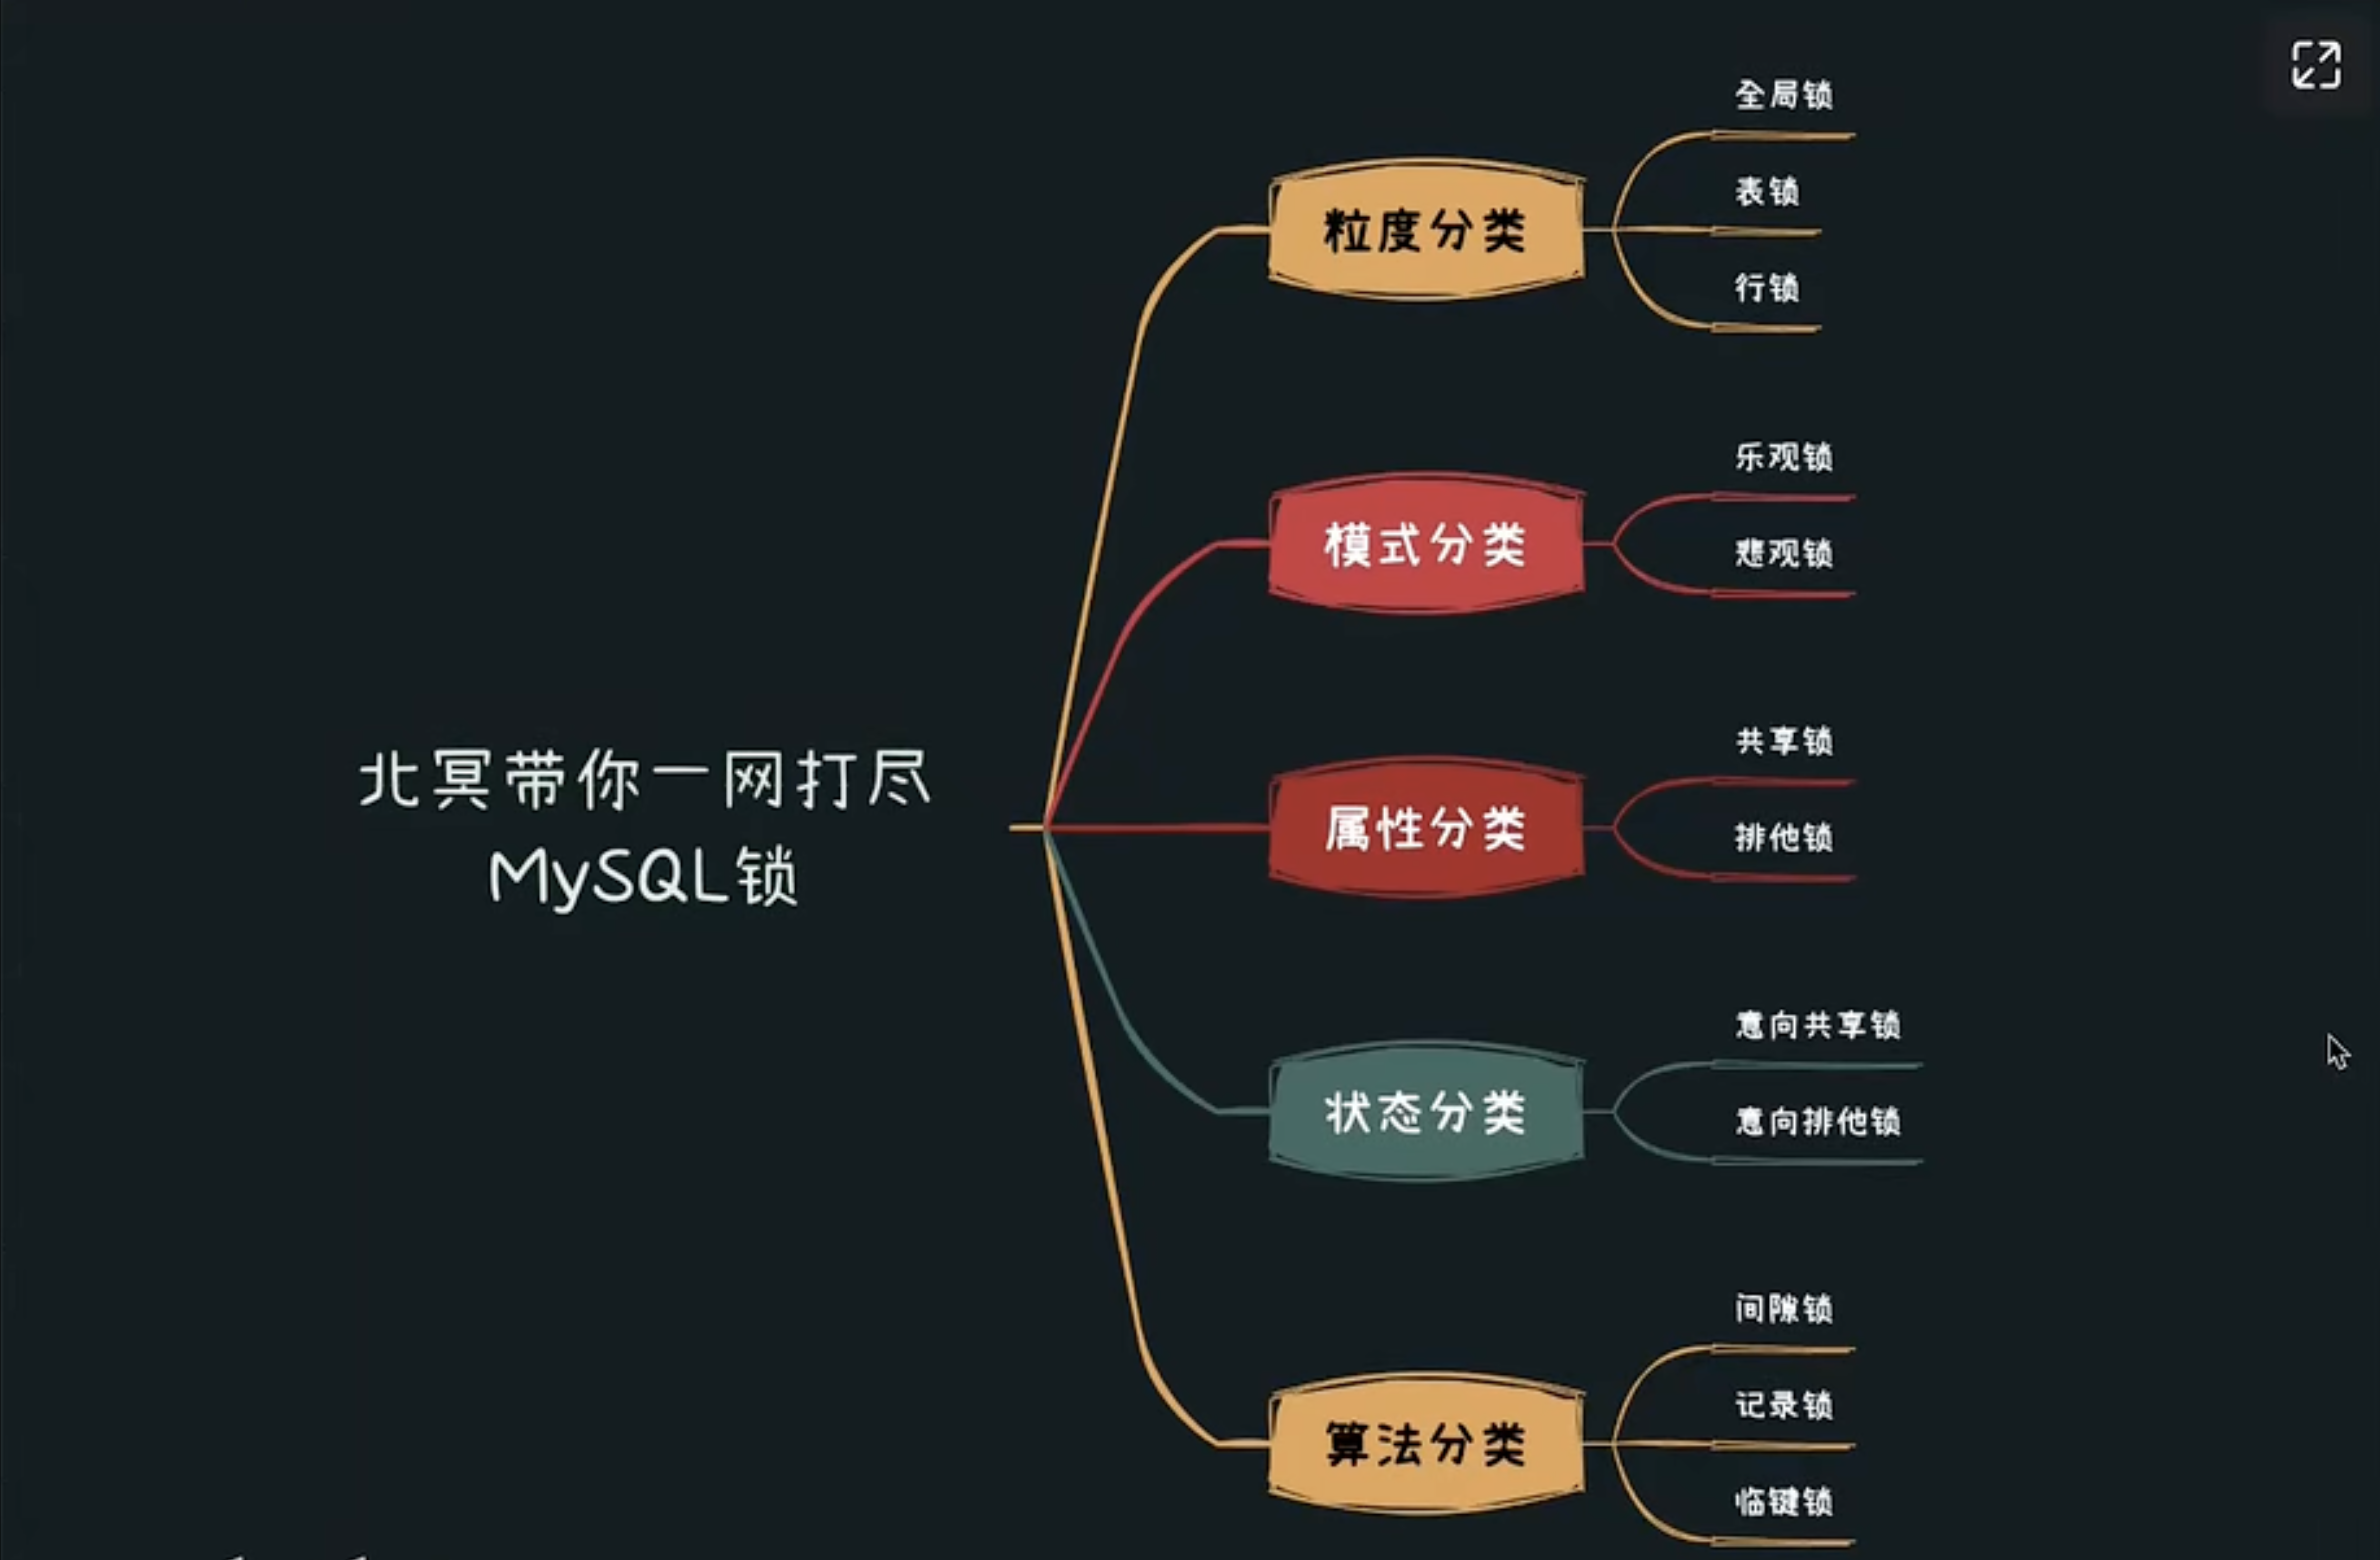 北冥带你一网打尽
MySQL锁
粒度分类
全局锁
表锁
行锁
模式分类
乐观锁
悲观锁
属性分类
共享锁
排他锁
状态分类
意向共享锁
意向排他锁
算法分类
间隙锁
记录锁
临键锁